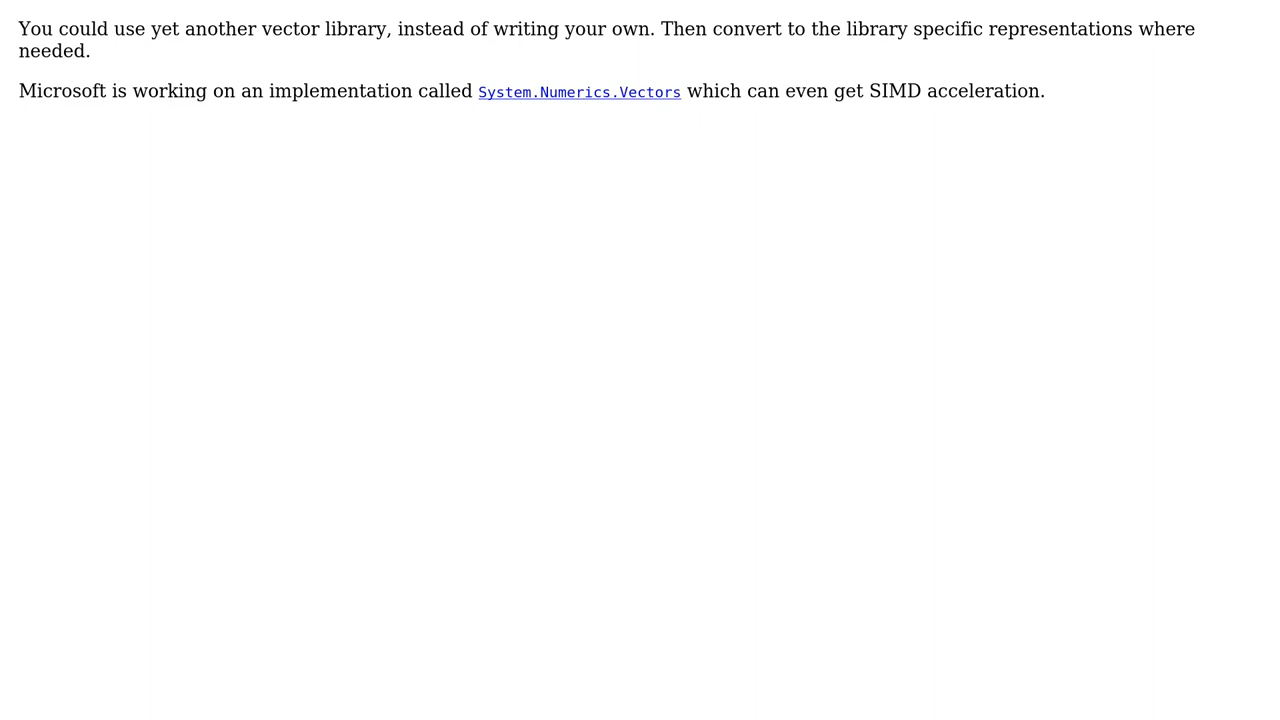 You could use yet another vector library, instead of writing your own. Then convert to the library specific representations where
needed.
Microsoft is working on an implementation called System.Numerics.Vectors which can even get SIMD acceleration.